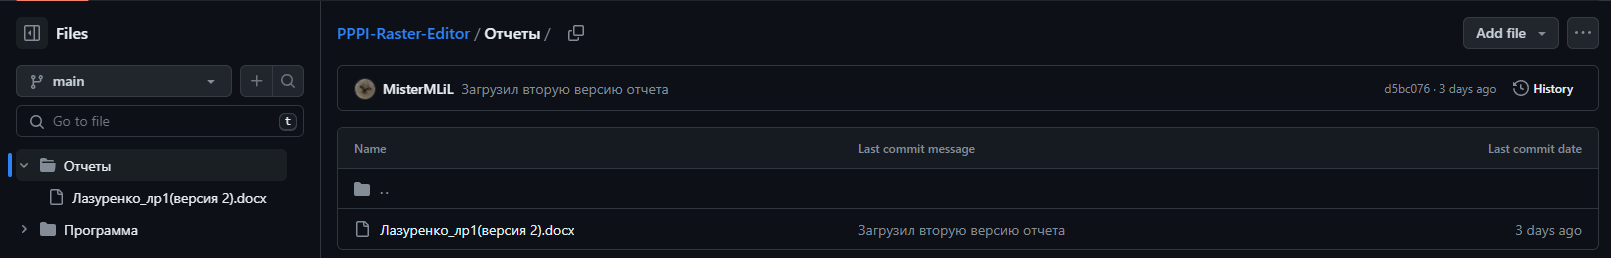 Files
main
Go to file
t
Отчеты
Лазуренко_лр1(версия 2).docx
Программа
PPPI-Raster-Editor / Отчеты /
Add file
MisterMLiL Загрузил вторую версию отчета
d5bc076 · 3 days ago
History
Name Last commit message Last commit date
..
Лазуренко_лр1(версия 2).docx Загрузил вторую версию отчета 3 days ago